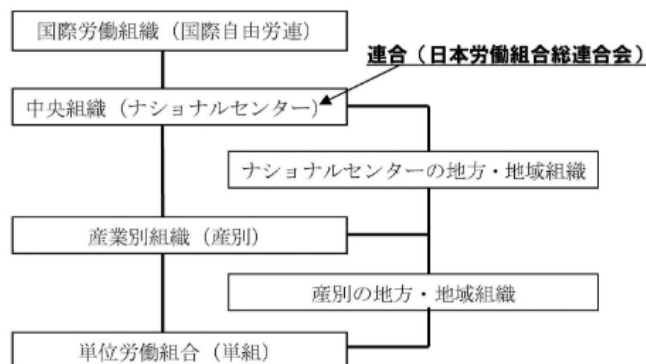 国際労働組織（国際自由労連）
連合（日本労働組合総連合会）
中央組織（ナショナルセンター）
ナショナルセンターの地方・地域組織
産業別組織（産別）
産別の地方・地域組織
単位労働組合（単組）